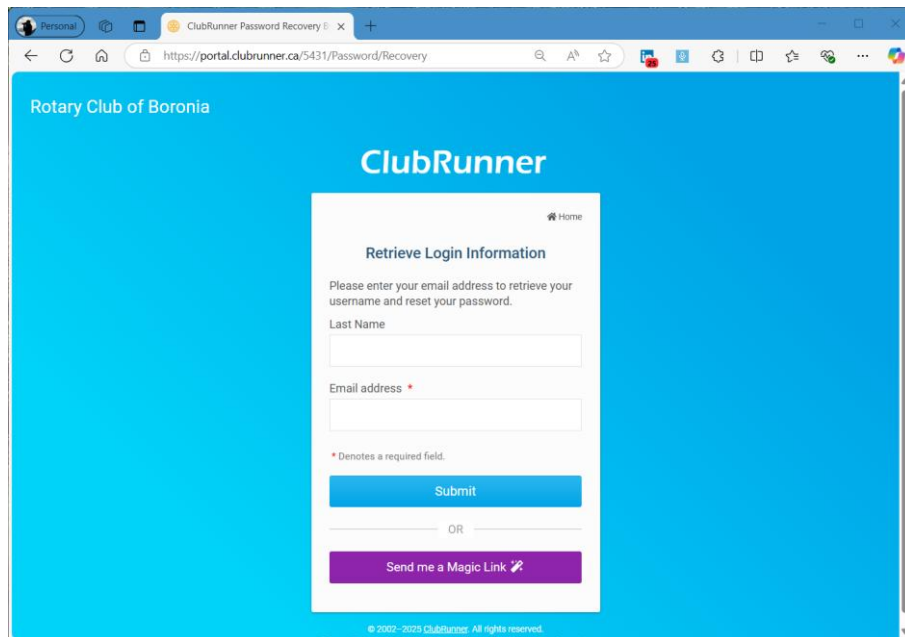 Personal
ClubRunner Password Recovery
https://portal.clubrunner.ca/5431/Password/Recovery
25
Rotary Club of Boronia
ClubRunner
Home
Retrieve Login Information
Please enter your email address to retrieve your
username and reset your password.
Last Name
Email address *
* Denotes a required field.
Submit
OR
Send me a Magic Link
© 2002–2025 ClubRunner. All rights reserved.